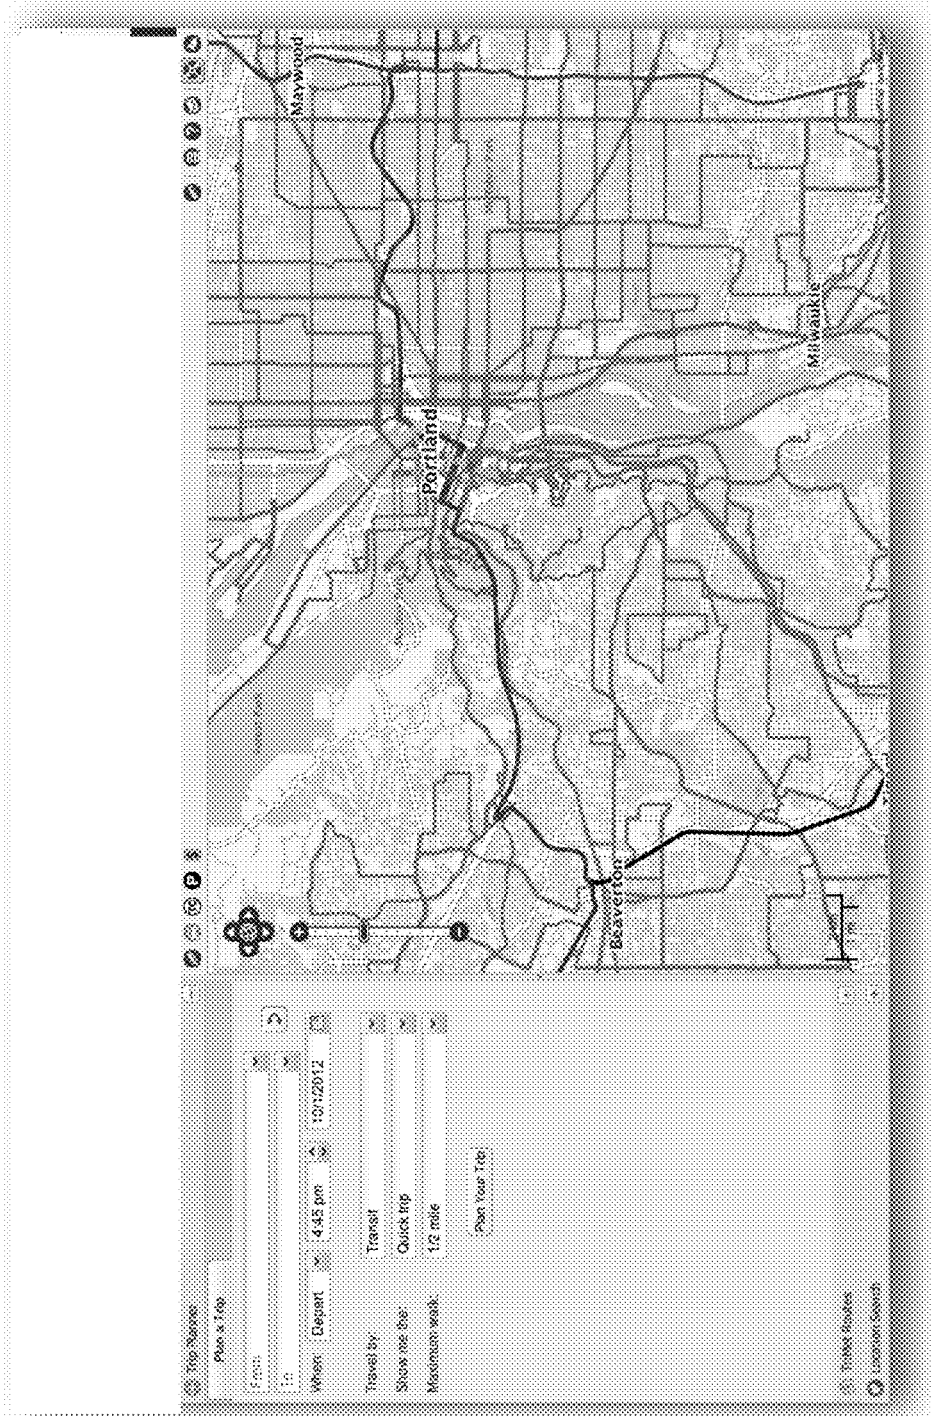 Trip Planner
Plan a Trip
From
To
When: Depart 4:45 pm 10/1/2012
Travel by: Transit
Show me the: Quick trip
Maximum walk: 1/2 mile
Plan Your Trip
TriMet Routes
Location Search
P $
Maywood
Portland
Milwaukie
Beaverton